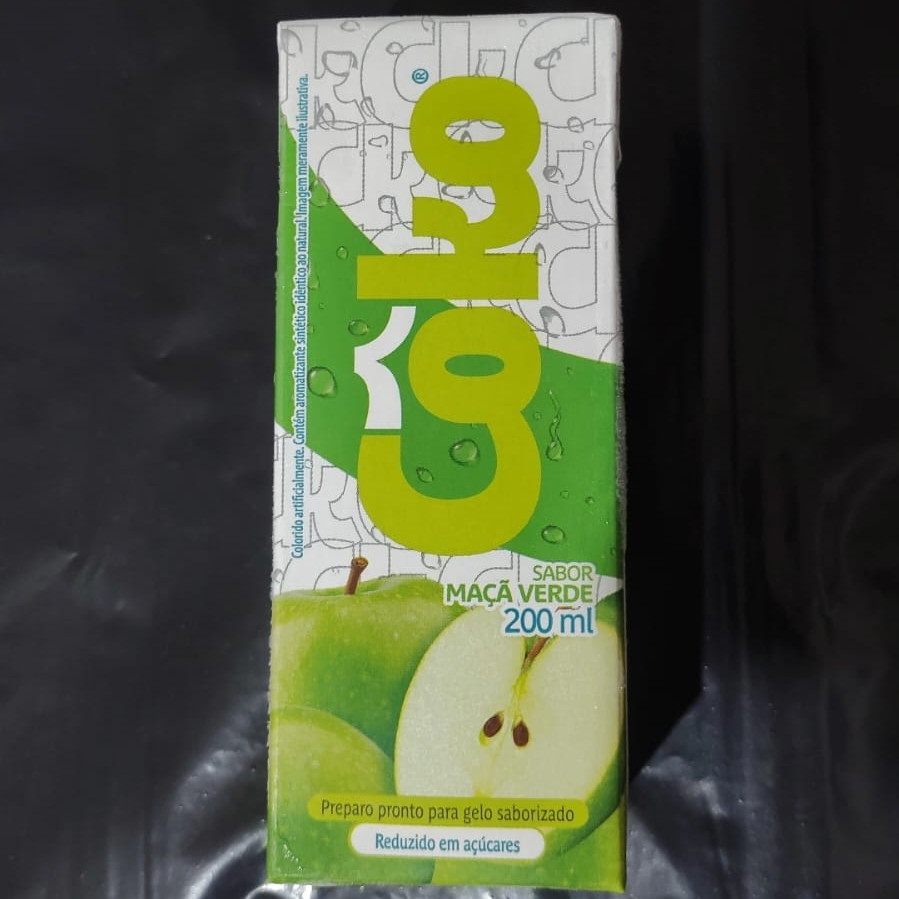 Coko®
Colorido artificialmente. Contém aromatizante sintético idêntico ao natural. Imagem meramente ilustrativa.
SABOR
MAÇÃ VERDE
200 ml
Preparo pronto para gelo saborizado
Reduzido em açúcares